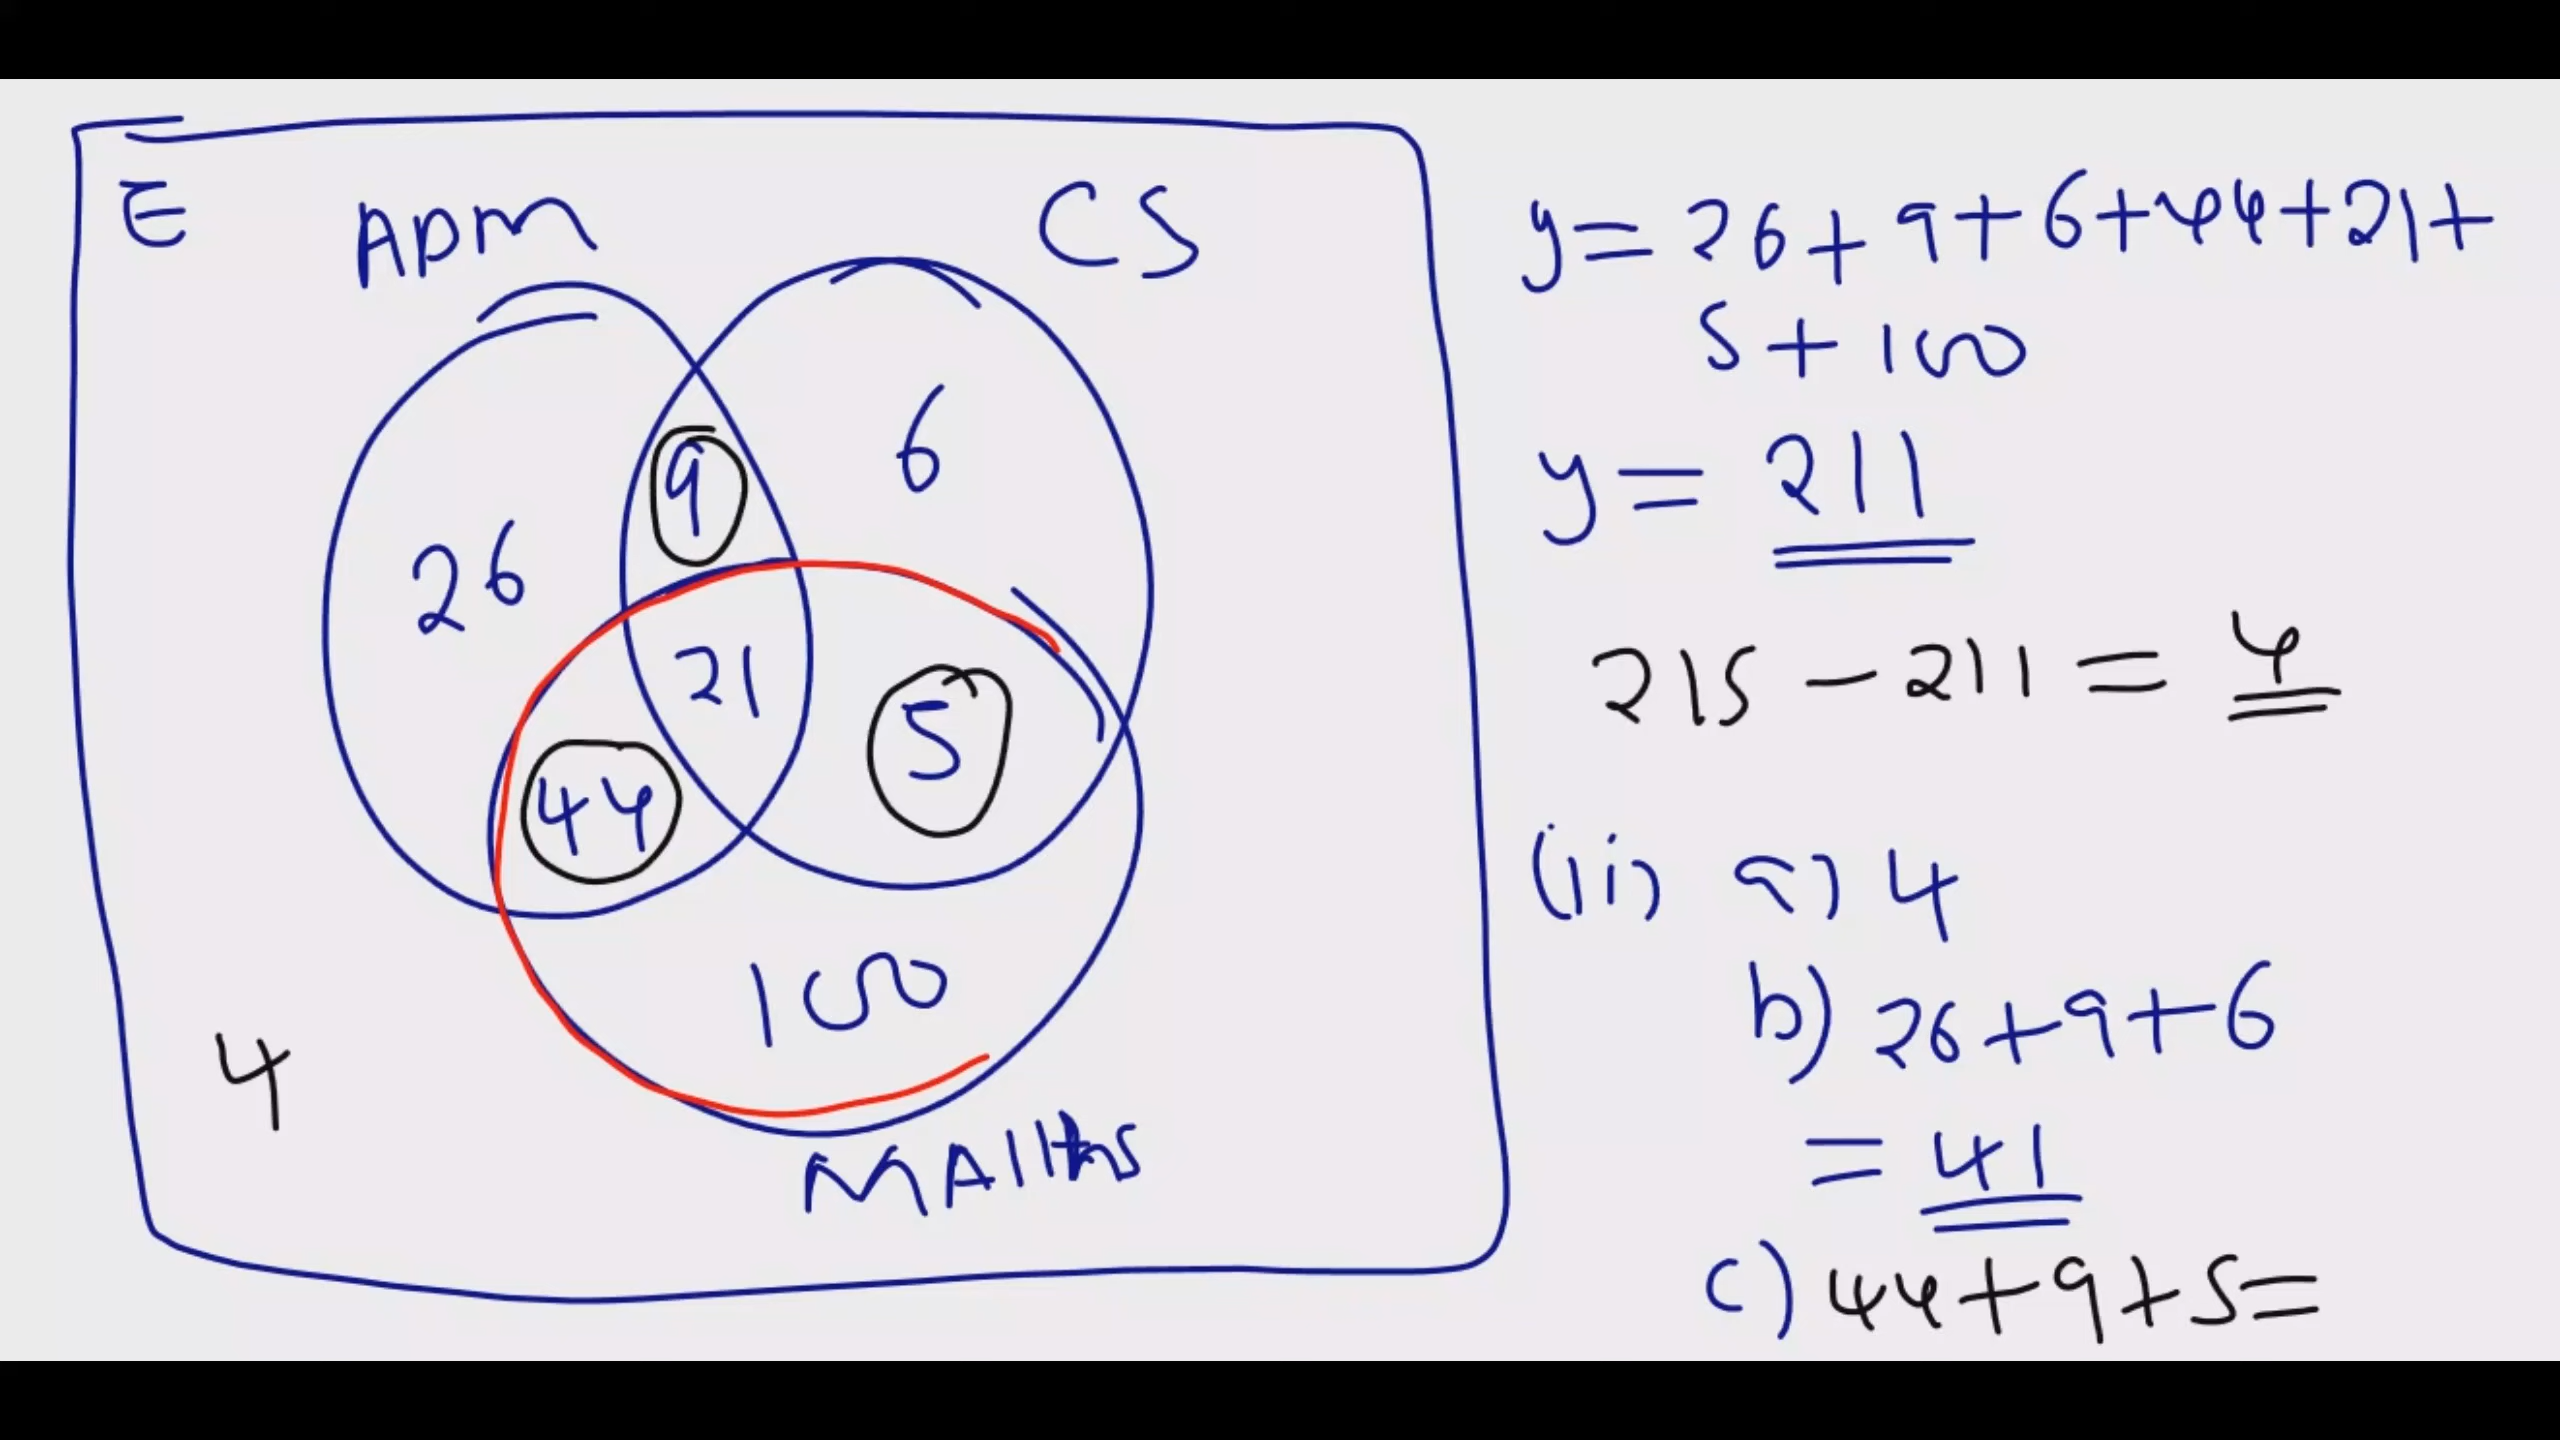 E
ADM
CS
9
6
26
21
5
44
100
4
MATHS
y = 26 + 9 + 6 + 44 + 21 +
5 + 100
y = 211
215 - 211 = 4
(ii) a) 4
b) 26 + 9 + 6
= 41
c) 44 + 9 + 5 =